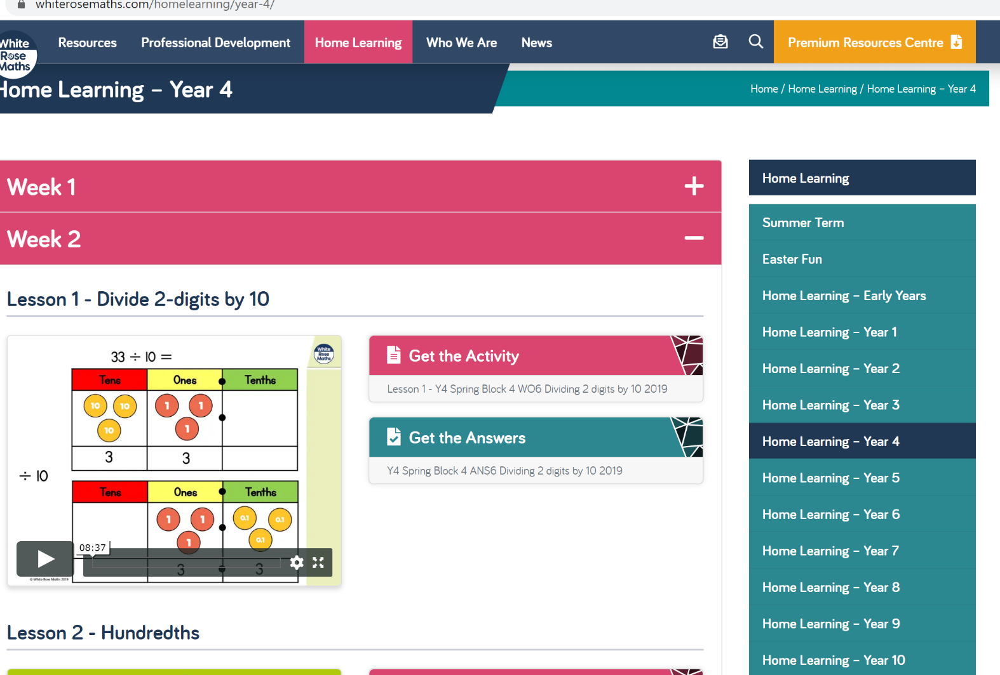 whiterosemaths.com/homelearning/year-4/
White
Rose
Maths
Resources
Professional Development
Home Learning
Who We Are
News
Premium Resources Centre
Home Learning – Year 4
Home / Home Learning / Home Learning – Year 4
Week 1
Week 2
Lesson 1 - Divide 2-digits by 10
33 ÷ 10 =
White
Rose
Maths
Tens Ones Tenths
10 10 1 1
10 1
3 3
÷ 10
Tens Ones Tenths
1 1 0.1 0.1
1 0.1
08:37
3 3
© White Rose Maths 2019
Get the Activity
Lesson 1 - Y4 Spring Block 4 WO6 Dividing 2 digits by 10 2019
Get the Answers
Y4 Spring Block 4 ANS6 Dividing 2 digits by 10 2019
Lesson 2 - Hundredths
Home Learning
Summer Term
Easter Fun
Home Learning – Early Years
Home Learning – Year 1
Home Learning – Year 2
Home Learning – Year 3
Home Learning – Year 4
Home Learning – Year 5
Home Learning – Year 6
Home Learning – Year 7
Home Learning – Year 8
Home Learning – Year 9
Home Learning – Year 10